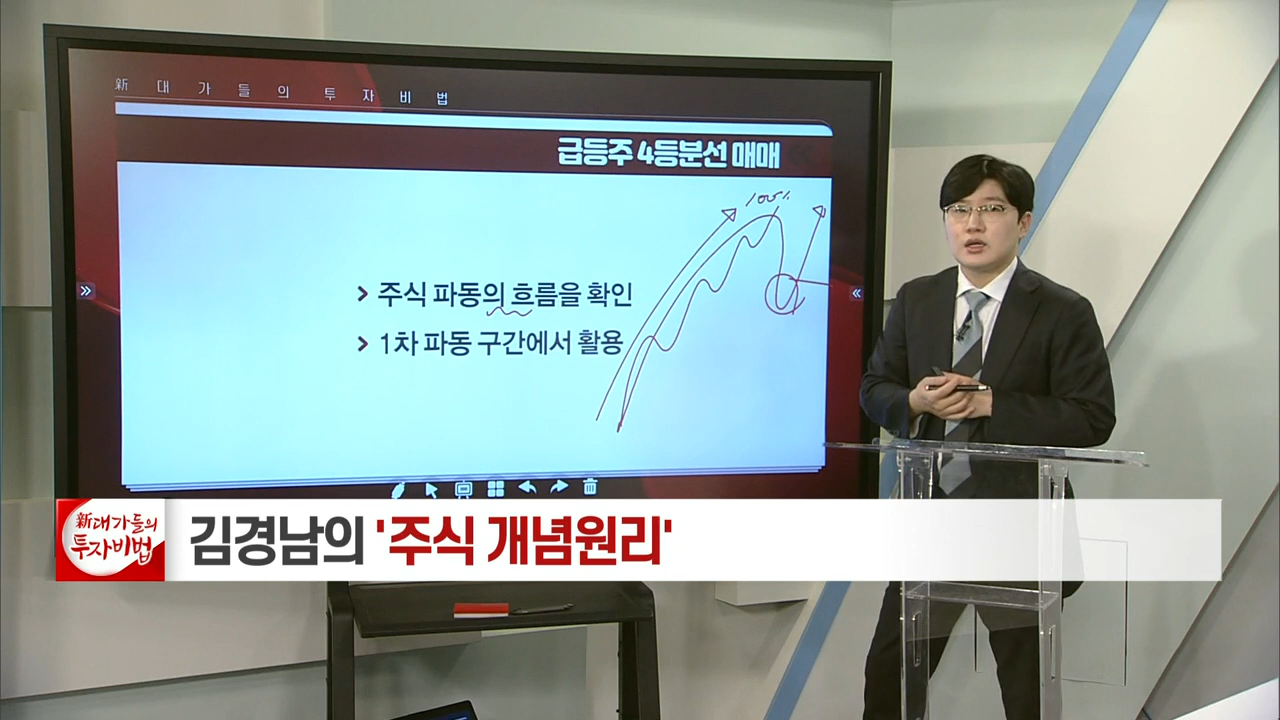 新 대 가 들 의 투 자 비 법
급등주 4등분선 매매
100%
> 주식 파동의 흐름을 확인
> 1차 파동 구간에서 활용
新대가들의
투자비법
김경남의 '주식 개념원리'